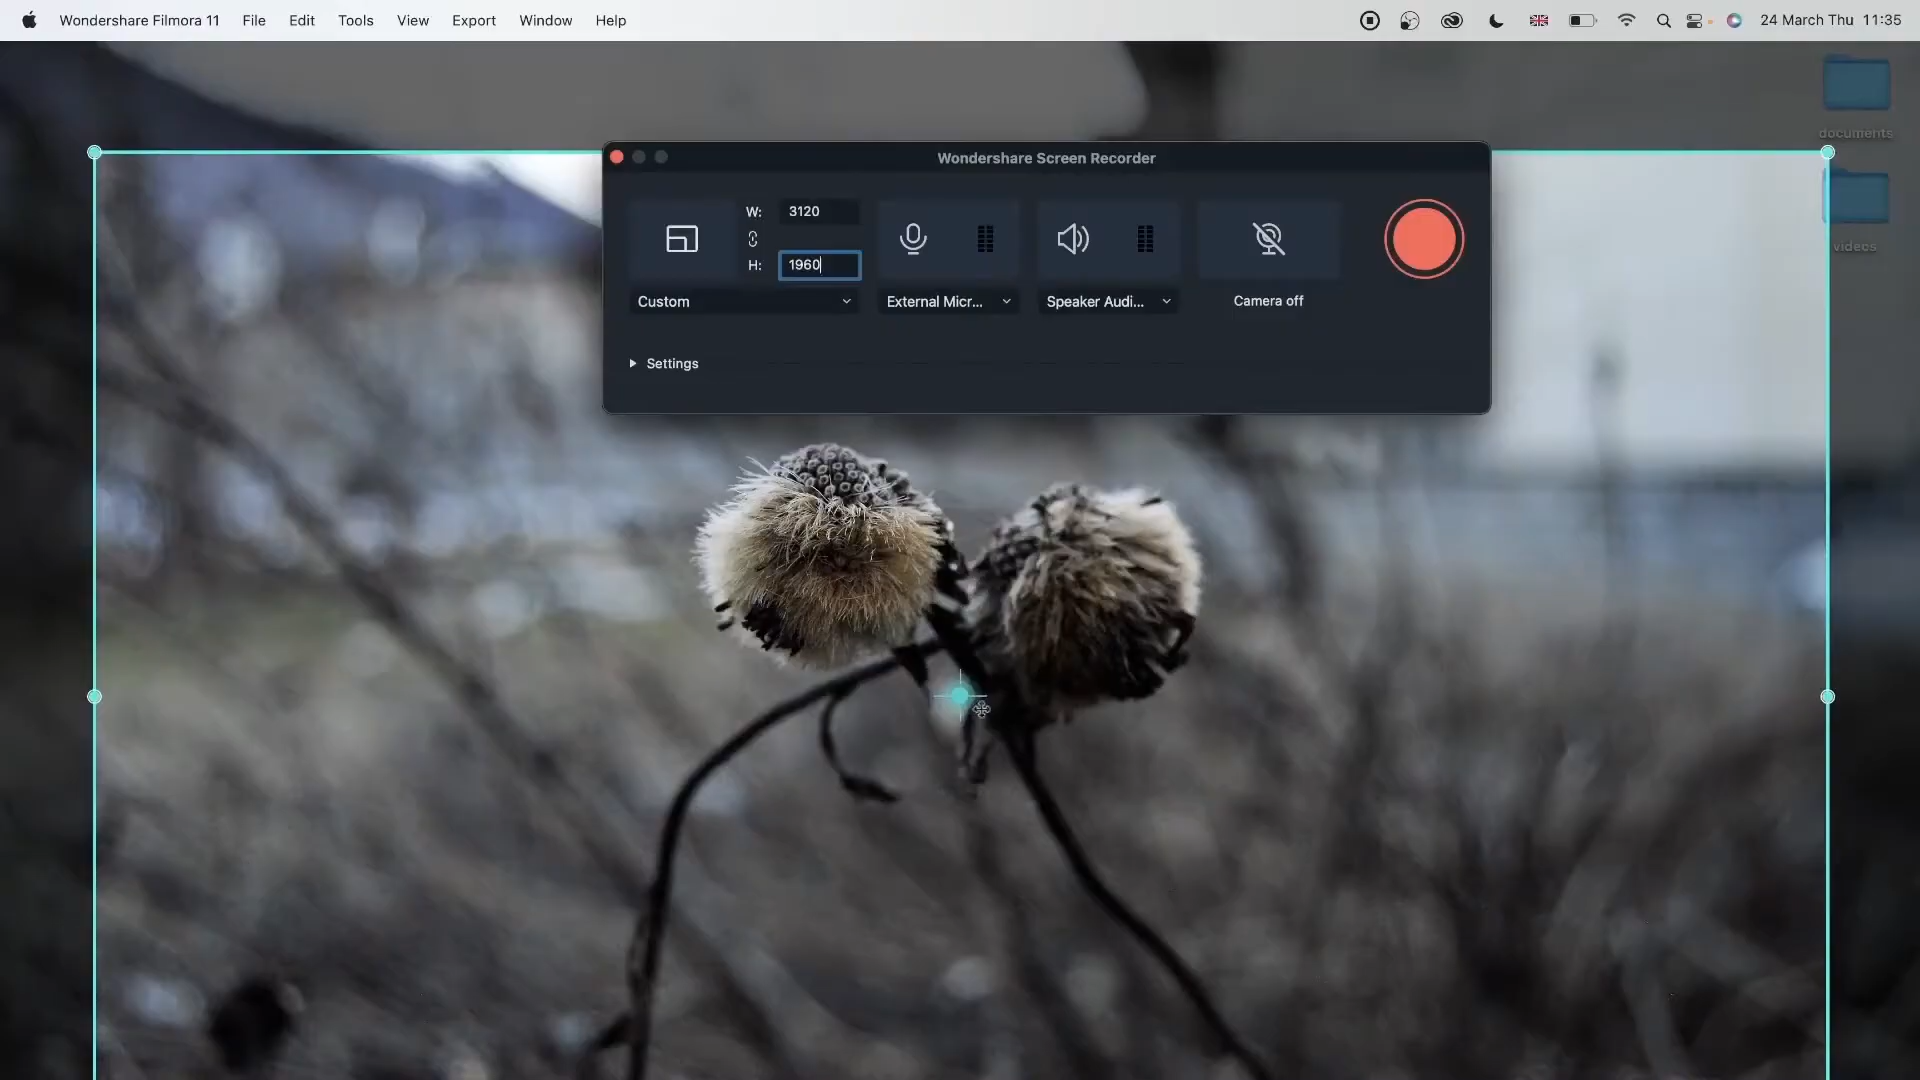 Wondershare Filmora 11 File Edit Tools View Export Window Help 24 March Thu 11:35
documents
videos
Wondershare Screen Recorder
W: 3120
H: 1960
Custom External Micr... Speaker Audi... Camera off
Settings